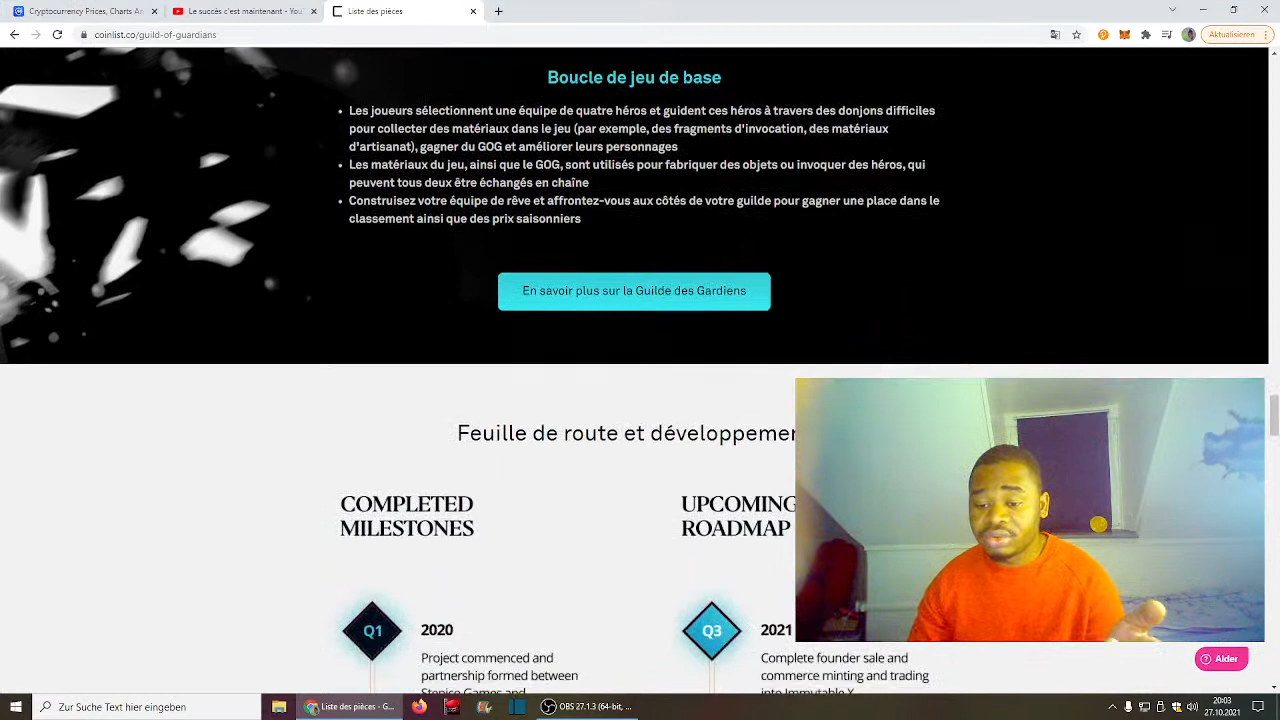 Cryptocurrency Prices, Charts An
Le succès c'est maintenant - You
Liste des pièces
coinlist.co/guild-of-guardians
Aktualisieren
Boucle de jeu de base
Les joueurs sélectionnent une équipe de quatre héros et guident ces héros à travers des donjons difficiles
pour collecter des matériaux dans le jeu (par exemple, des fragments d'invocation, des matériaux
d'artisanat), gagner du GOG et améliorer leurs personnages
Les matériaux du jeu, ainsi que le GOG, sont utilisés pour fabriquer des objets ou invoquer des héros, qui
peuvent tous deux être échangés en chaîne
Construisez votre équipe de rêve et affrontez-vous aux côtés de votre guilde pour gagner une place dans le
classement ainsi que des prix saisonniers
En savoir plus sur la Guilde des Gardiens
Feuille de route et développemen
COMPLETED
MILESTONES
UPCOMING
ROADMAP
Q1
2020
Project commenced and
partnership formed between
Q3
2021
Complete founder sale and
commerce minting and trading
into Immutable X
Aider
Zur Suche Text hier eingeben
Liste des pièces - G...
OBS 27.1.3 (64-bit, ...
20:03
27.10.2021